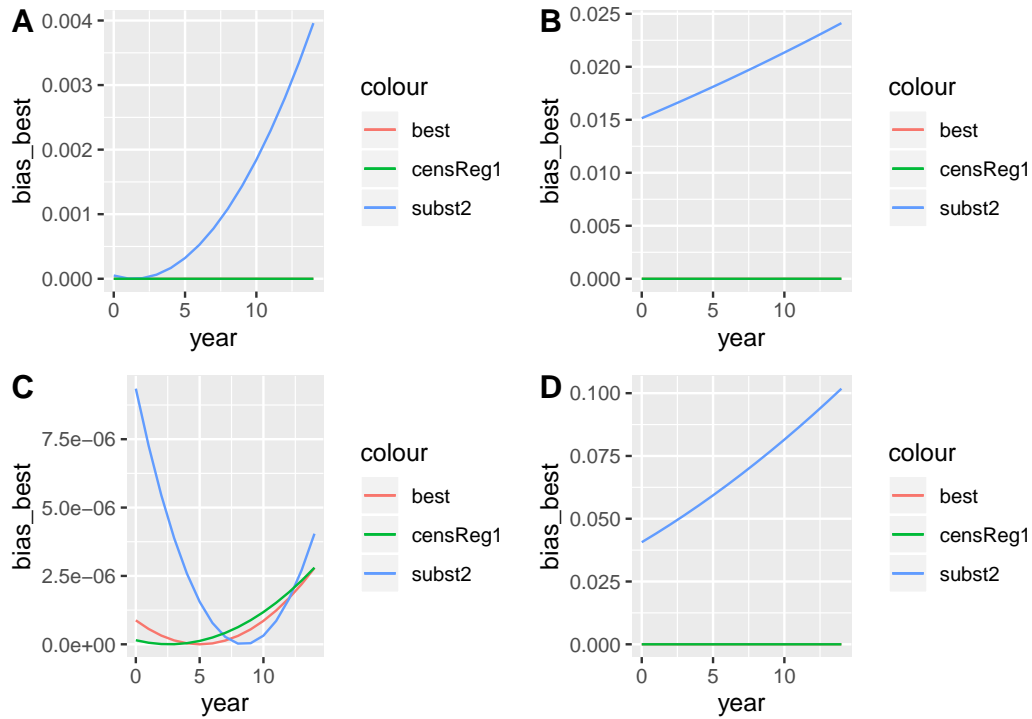 A
bias_best
0.004
0.003
0.002
0.001
0.000
0
5
10
year
colour
best
censReg1
subst2
B
bias_best
0.025
0.020
0.015
0.010
0.005
0.000
0
5
10
year
colour
best
censReg1
subst2
C
bias_best
7.5e−06
5.0e−06
2.5e−06
0.0e+00
0
5
10
year
colour
best
censReg1
subst2
D
bias_best
0.100
0.075
0.050
0.025
0.000
0
5
10
year
colour
best
censReg1
subst2